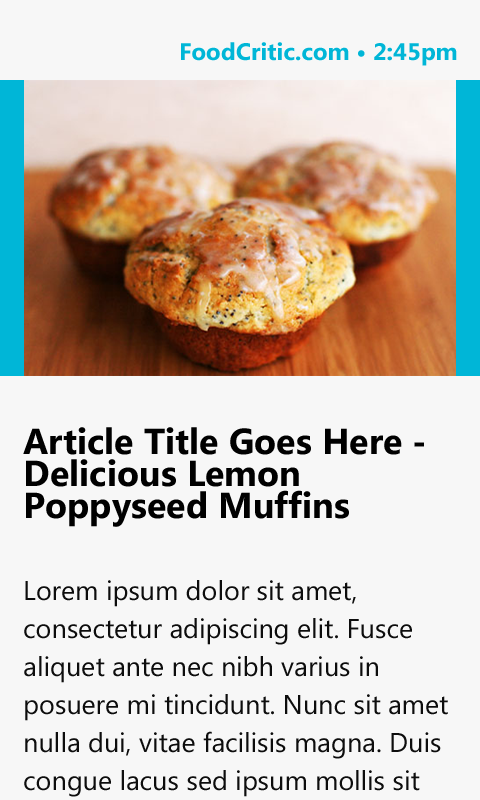 FoodCritic.com • 2:45pm
Article Title Goes Here -
Delicious Lemon
Poppyseed Muffins
Lorem ipsum dolor sit amet,
consectetur adipiscing elit. Fusce
aliquet ante nec nibh varius in
posuere mi tincidunt. Nunc sit amet
nulla dui, vitae facilisis magna. Duis
congue lacus sed ipsum mollis sit